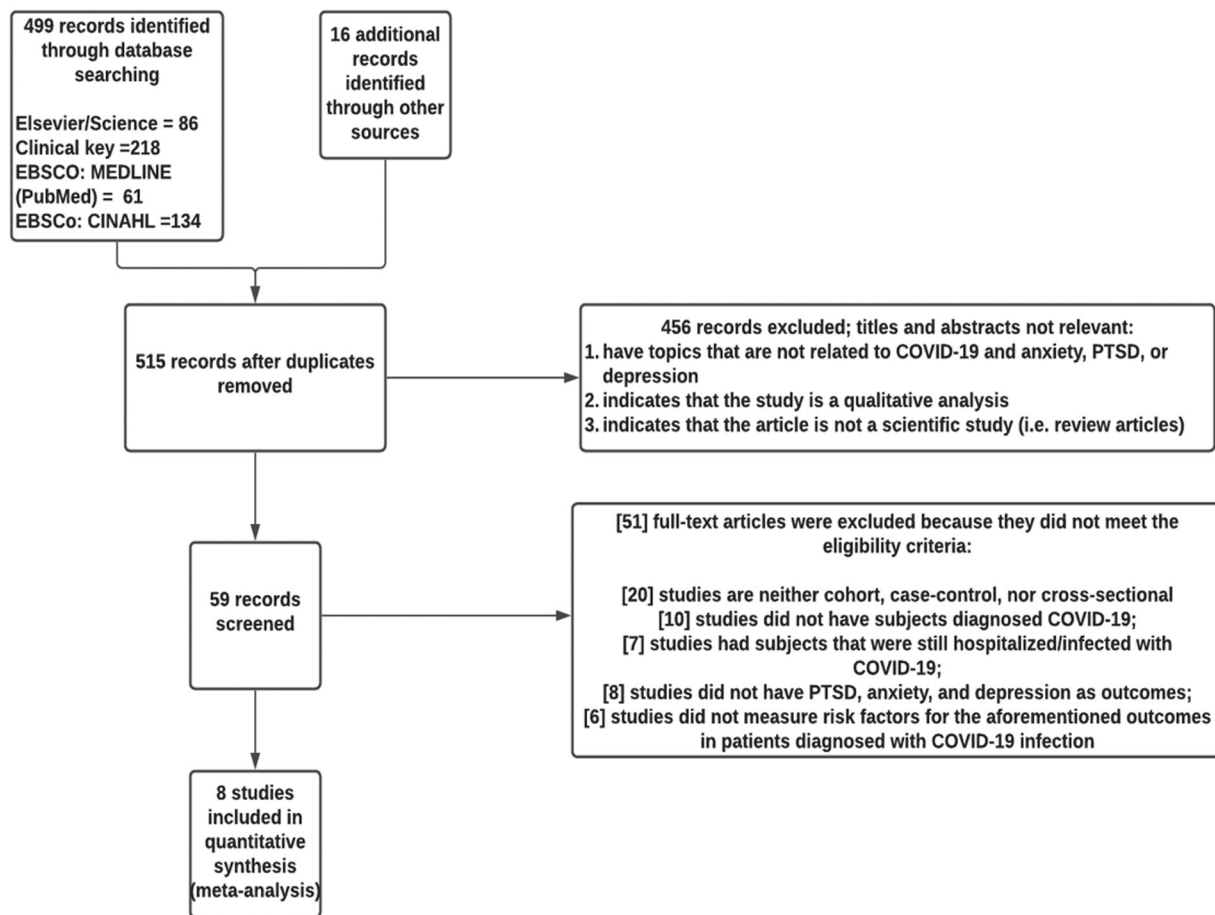 499 records identified
through database
searching
Elsevier/Science = 86
Clinical key =218
EBSCO: MEDLINE
(PubMed) =  61
EBSCo: CINAHL =134
16 additional
records
identified
through other
sources
515 records after duplicates
removed
456 records excluded; titles and abstracts not relevant:
1. have topics that are not related to COVID-19 and anxiety, PTSD, or
depression
2. indicates that the study is a qualitative analysis
3. indicates that the article is not a scientific study (i.e. review articles)
59 records
screened
[51] full-text articles were excluded because they did not meet the
eligibility criteria:
[20] studies are neither cohort, case-control, nor cross-sectional
[10] studies did not have subjects diagnosed COVID-19;
[7] studies had subjects that were still hospitalized/infected with
COVID-19;
[8] studies did not have PTSD, anxiety, and depression as outcomes;
[6] studies did not measure risk factors for the aforementioned outcomes
in patients diagnosed with COVID-19 infection
8 studies
included in
quantitative
synthesis
(meta-analysis)